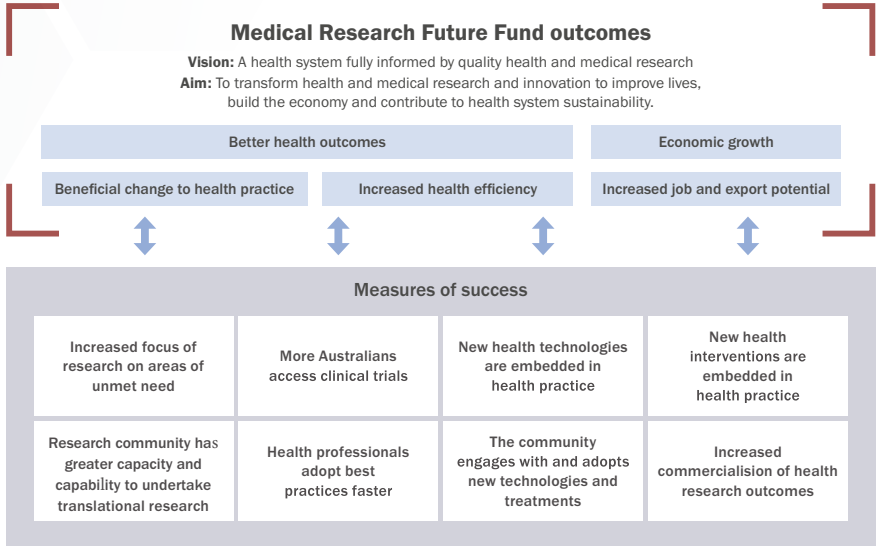 Medical Research Future Fund outcomes
Vision: A health system fully informed by quality health and medical research
Aim: To transform health and medical research and innovation to improve lives,
build the economy and contribute to health system sustainability.
Better health outcomes
Economic growth
Beneficial change to health practice
Increased health efficiency
Increased job and export potential
Measures of success
Increased focus of
research on areas of
unmet need
More Australians
access clinical trials
New health technologies
are embedded in
health practice
New health
interventions are
embedded in
health practice
Research community has
greater capacity and
capability to undertake
translational research
Health professionals
adopt best
practices faster
The community
engages with and adopts
new technologies and
treatments
Increased
commercialision of health
research outcomes